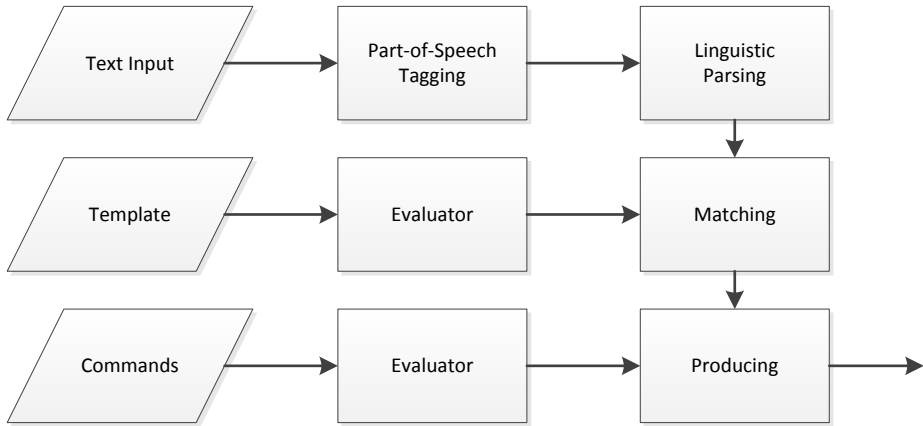 Text Input
Part-of-Speech
Tagging
Linguistic
Parsing
Template
Evaluator
Matching
Commands
Evaluator
Producing